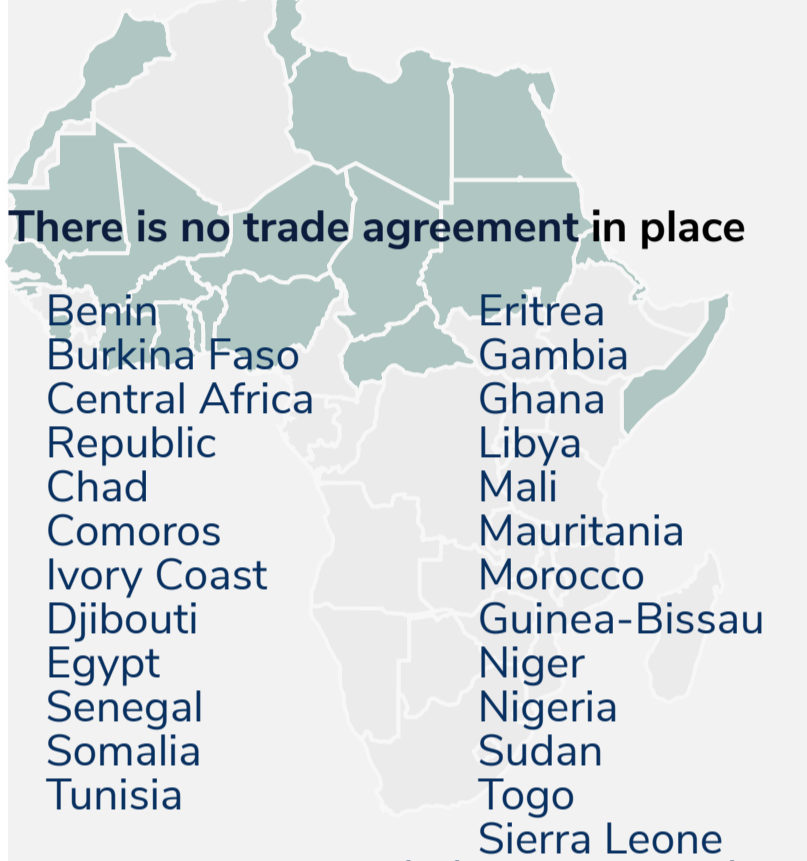 There is no trade agreement in place
Benin
Burkina Faso
Central Africa
Republic
Chad
Comoros
Ivory Coast
Djibouti
Egypt
Senegal
Somalia
Tunisia
Eritrea
Gambia
Ghana
Libya
Mali
Mauritania
Morocco
Guinea-Bissau
Niger
Nigeria
Sudan
Togo
Sierra Leone